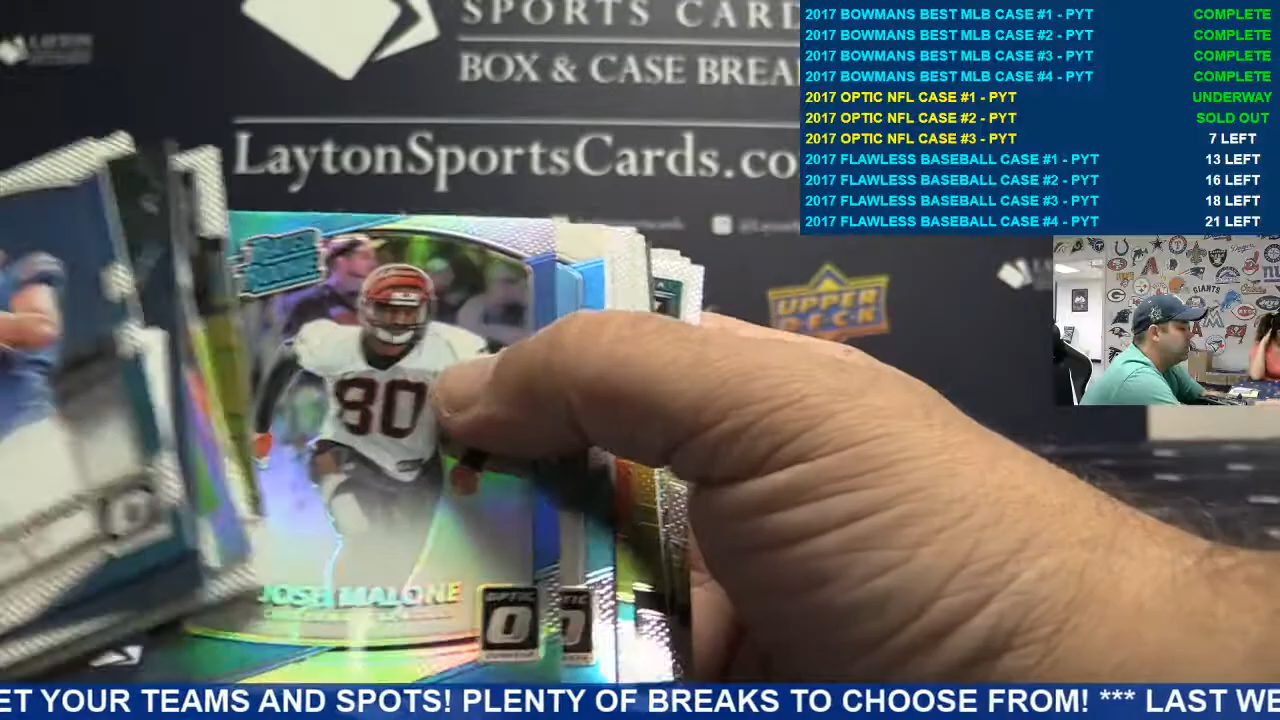 SPORTS CARD
BOX & CASE BREA
LaytonSportsCards.co
UPPER
DECK
2017 BOWMANS BEST MLB CASE #1 - PYT COMPLETE
2017 BOWMANS BEST MLB CASE #2 - PYT COMPLETE
2017 BOWMANS BEST MLB CASE #3 - PYT COMPLETE
2017 BOWMANS BEST MLB CASE #4 - PYT COMPLETE
2017 OPTIC NFL CASE #1 - PYT UNDERWAY
2017 OPTIC NFL CASE #2 - PYT SOLD OUT
2017 OPTIC NFL CASE #3 - PYT 7 LEFT
2017 FLAWLESS BASEBALL CASE #1 - PYT 13 LEFT
2017 FLAWLESS BASEBALL CASE #2 - PYT 16 LEFT
2017 FLAWLESS BASEBALL CASE #3 - PYT 18 LEFT
2017 FLAWLESS BASEBALL CASE #4 - PYT 21 LEFT
GIANTS
80
JOSH MALONE
OPTIC
O
ET YOUR TEAMS AND SPOTS! PLENTY OF BREAKS TO CHOOSE FROM! *** LAST WE